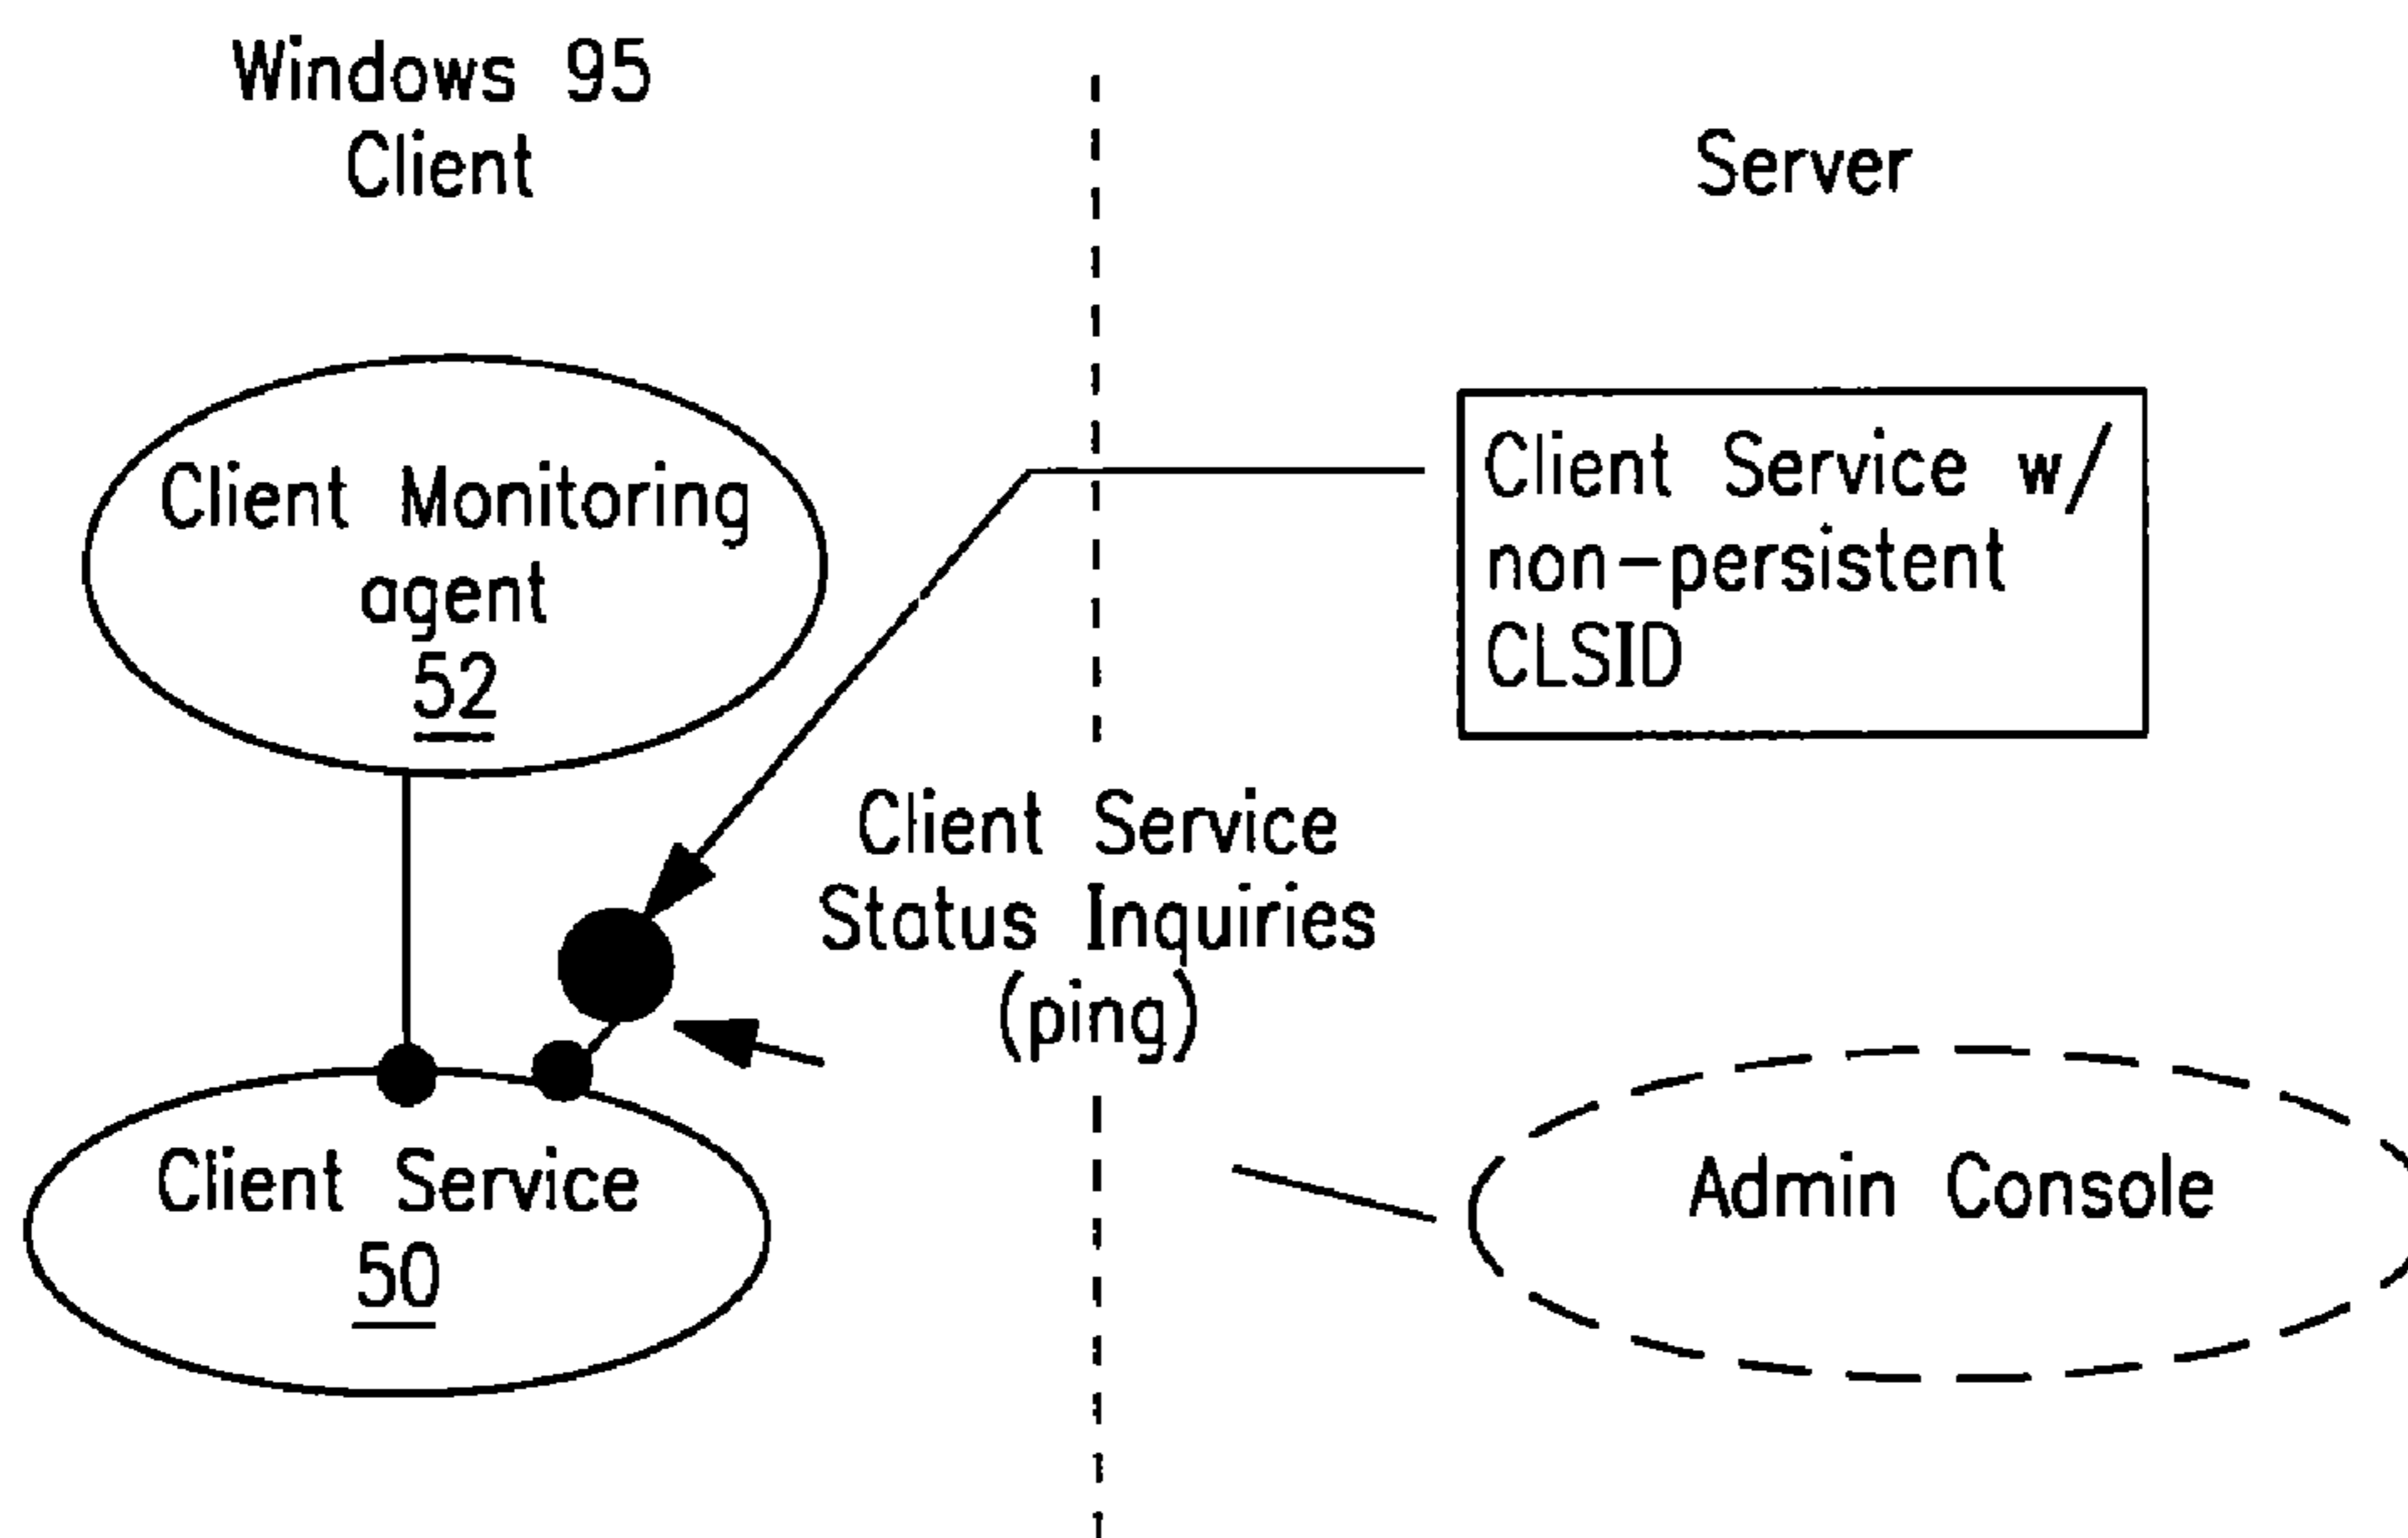 Windows 95
Client
Server
Client Monitoring
agent
52
Client Service w/
non-persistent
CLSID
Client Service
Status Inquiries
(ping)
Client Service
50
Admin Console